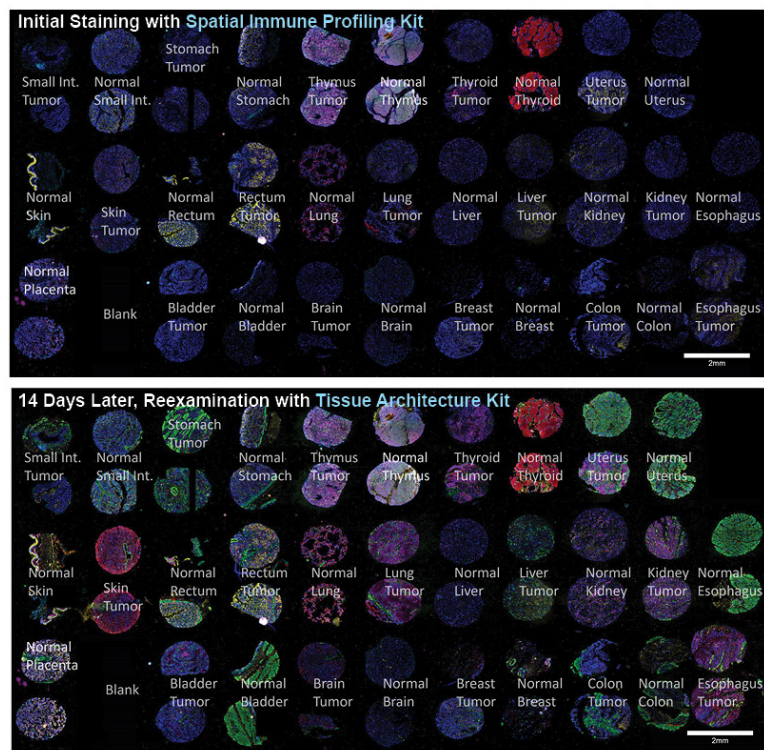 Initial Staining with Spatial Immune Profiling Kit
Stomach
Tumor
Small Int.
Tumor
Normal
Small Int.
Normal
Stomach
Thymus
Tumor
Normal
Thymus
Thyroid
Tumor
Normal
Thyroid
Uterus
Tumor
Normal
Uterus
Normal
Skin
Skin
Tumor
Normal
Rectum
Rectum
Tumor
Normal
Lung
Lung
Tumor
Normal
Liver
Liver
Tumor
Normal
Kidney
Kidney
Tumor
Normal
Esophagus
Normal
Placenta
Blank
Bladder
Tumor
Normal
Bladder
Brain
Tumor
Normal
Brain
Breast
Tumor
Normal
Breast
Colon
Tumor
Normal
Colon
Esophagus
Tumor
2mm
14 Days Later, Reexamination with Tissue Architecture Kit
Stomach
Tumor
Small Int.
Tumor
Normal
Small Int.
Normal
Stomach
Thymus
Tumor
Normal
Thymus
Thyroid
Tumor
Normal
Thyroid
Uterus
Tumor
Normal
Uterus
Normal
Skin
Skin
Tumor
Normal
Rectum
Rectum
Tumor
Normal
Lung
Lung
Tumor
Normal
Liver
Liver
Tumor
Normal
Kidney
Kidney
Tumor
Normal
Esophagus
Normal
Placenta
Blank
Bladder
Tumor
Normal
Bladder
Brain
Tumor
Normal
Brain
Breast
Tumor
Normal
Breast
Colon
Tumor
Normal
Colon
Esophagus
Tumor
2mm